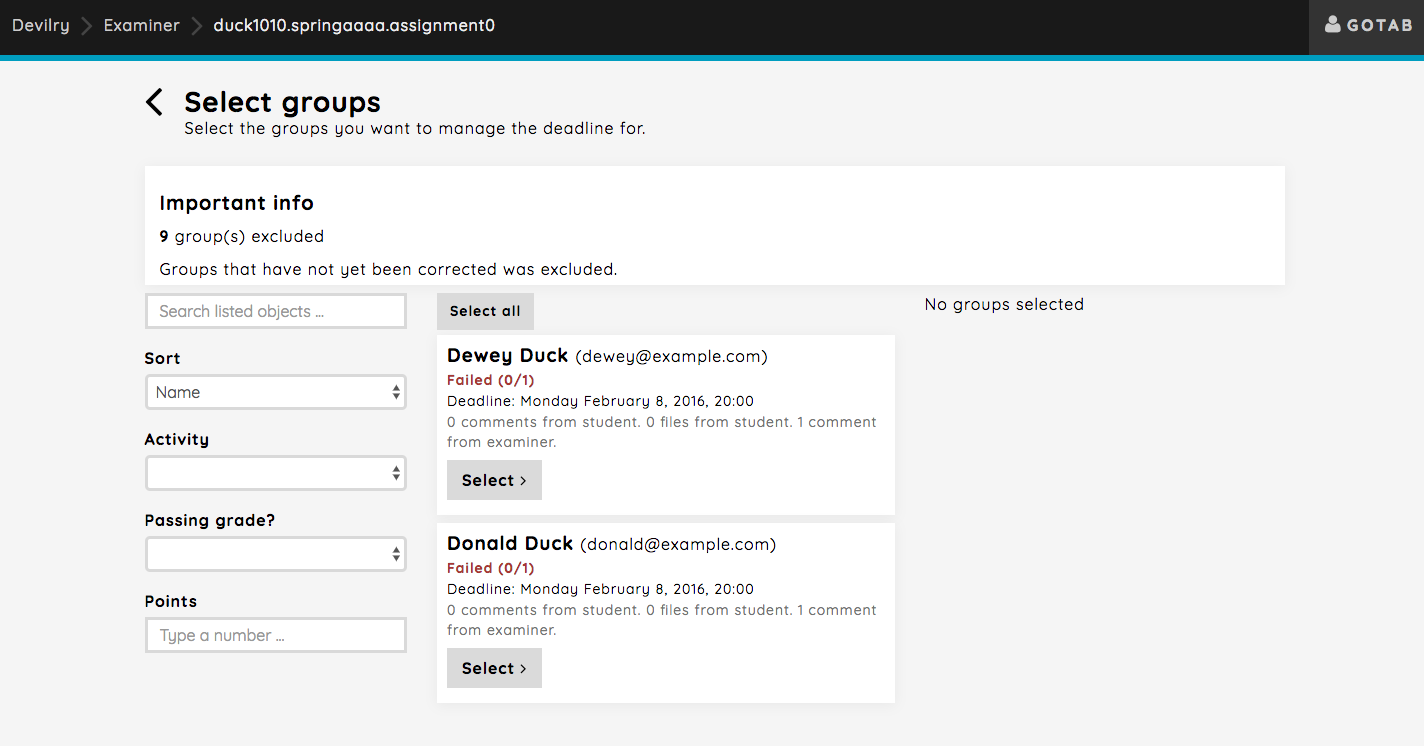 Devilry Examiner duck1010.springaaaa.assignment0 GOTAB
Select groups
Select the groups you want to manage the deadline for.
Important info
9 group(s) excluded
Groups that have not yet been corrected was excluded.
Search listed objects ...
Sort
Name
Activity
Passing grade?
Points
Type a number ...
Select all
Dewey Duck (dewey@example.com)
Failed (0/1)
Deadline: Monday February 8, 2016, 20:00
0 comments from student. 0 files from student. 1 comment
from examiner.
Select ›
Donald Duck (donald@example.com)
Failed (0/1)
Deadline: Monday February 8, 2016, 20:00
0 comments from student. 0 files from student. 1 comment
from examiner.
Select ›
No groups selected